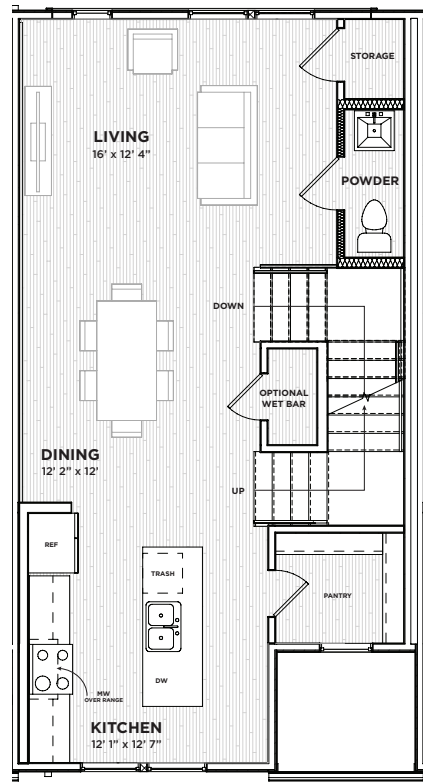 STORAGE
LIVING
16' x 12' 4"
POWDER
DOWN
OPTIONAL
WET BAR
DINING
12' 2" x 12'
UP
REF
TRASH
PANTRY
DW
MW
OVER RANGE
KITCHEN
12' 1" x 12' 7"